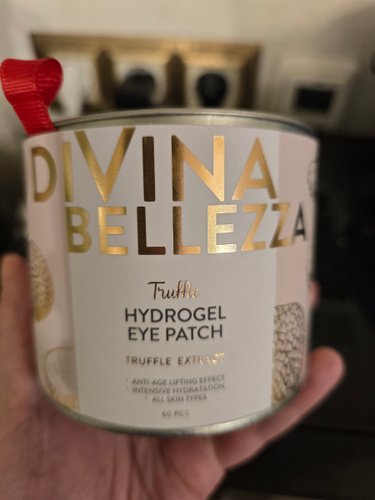 DIVINA
BELLEZZA
Truffle
HYDROGEL
EYE PATCH
TRUFFLE EXTRACT
* ANTI-AGE LIFTING EFFECT
* INTENSIVE HYDRATATION
* ALL SKIN TYPES
60 PCS